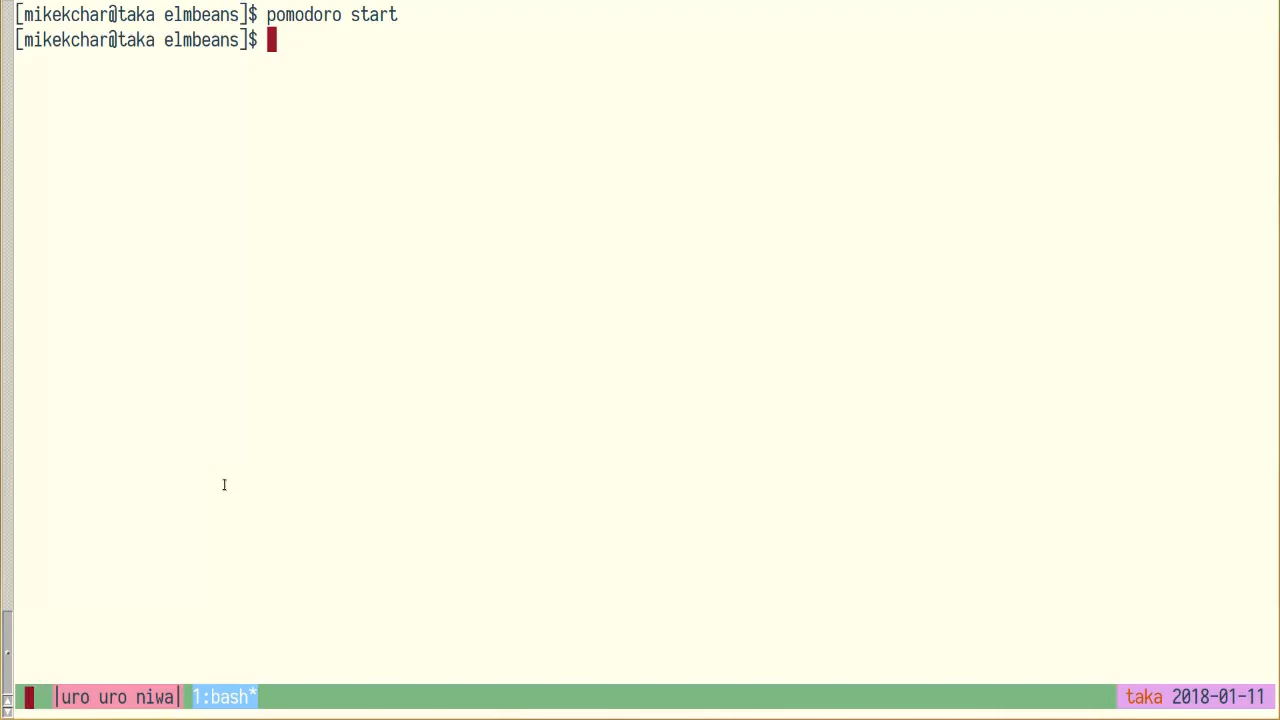 [mikekchar@taka elmbeans]$ pomodoro start
[mikekchar@taka elmbeans]$
|uro uro niwa| 1:bash* taka 2018-01-11